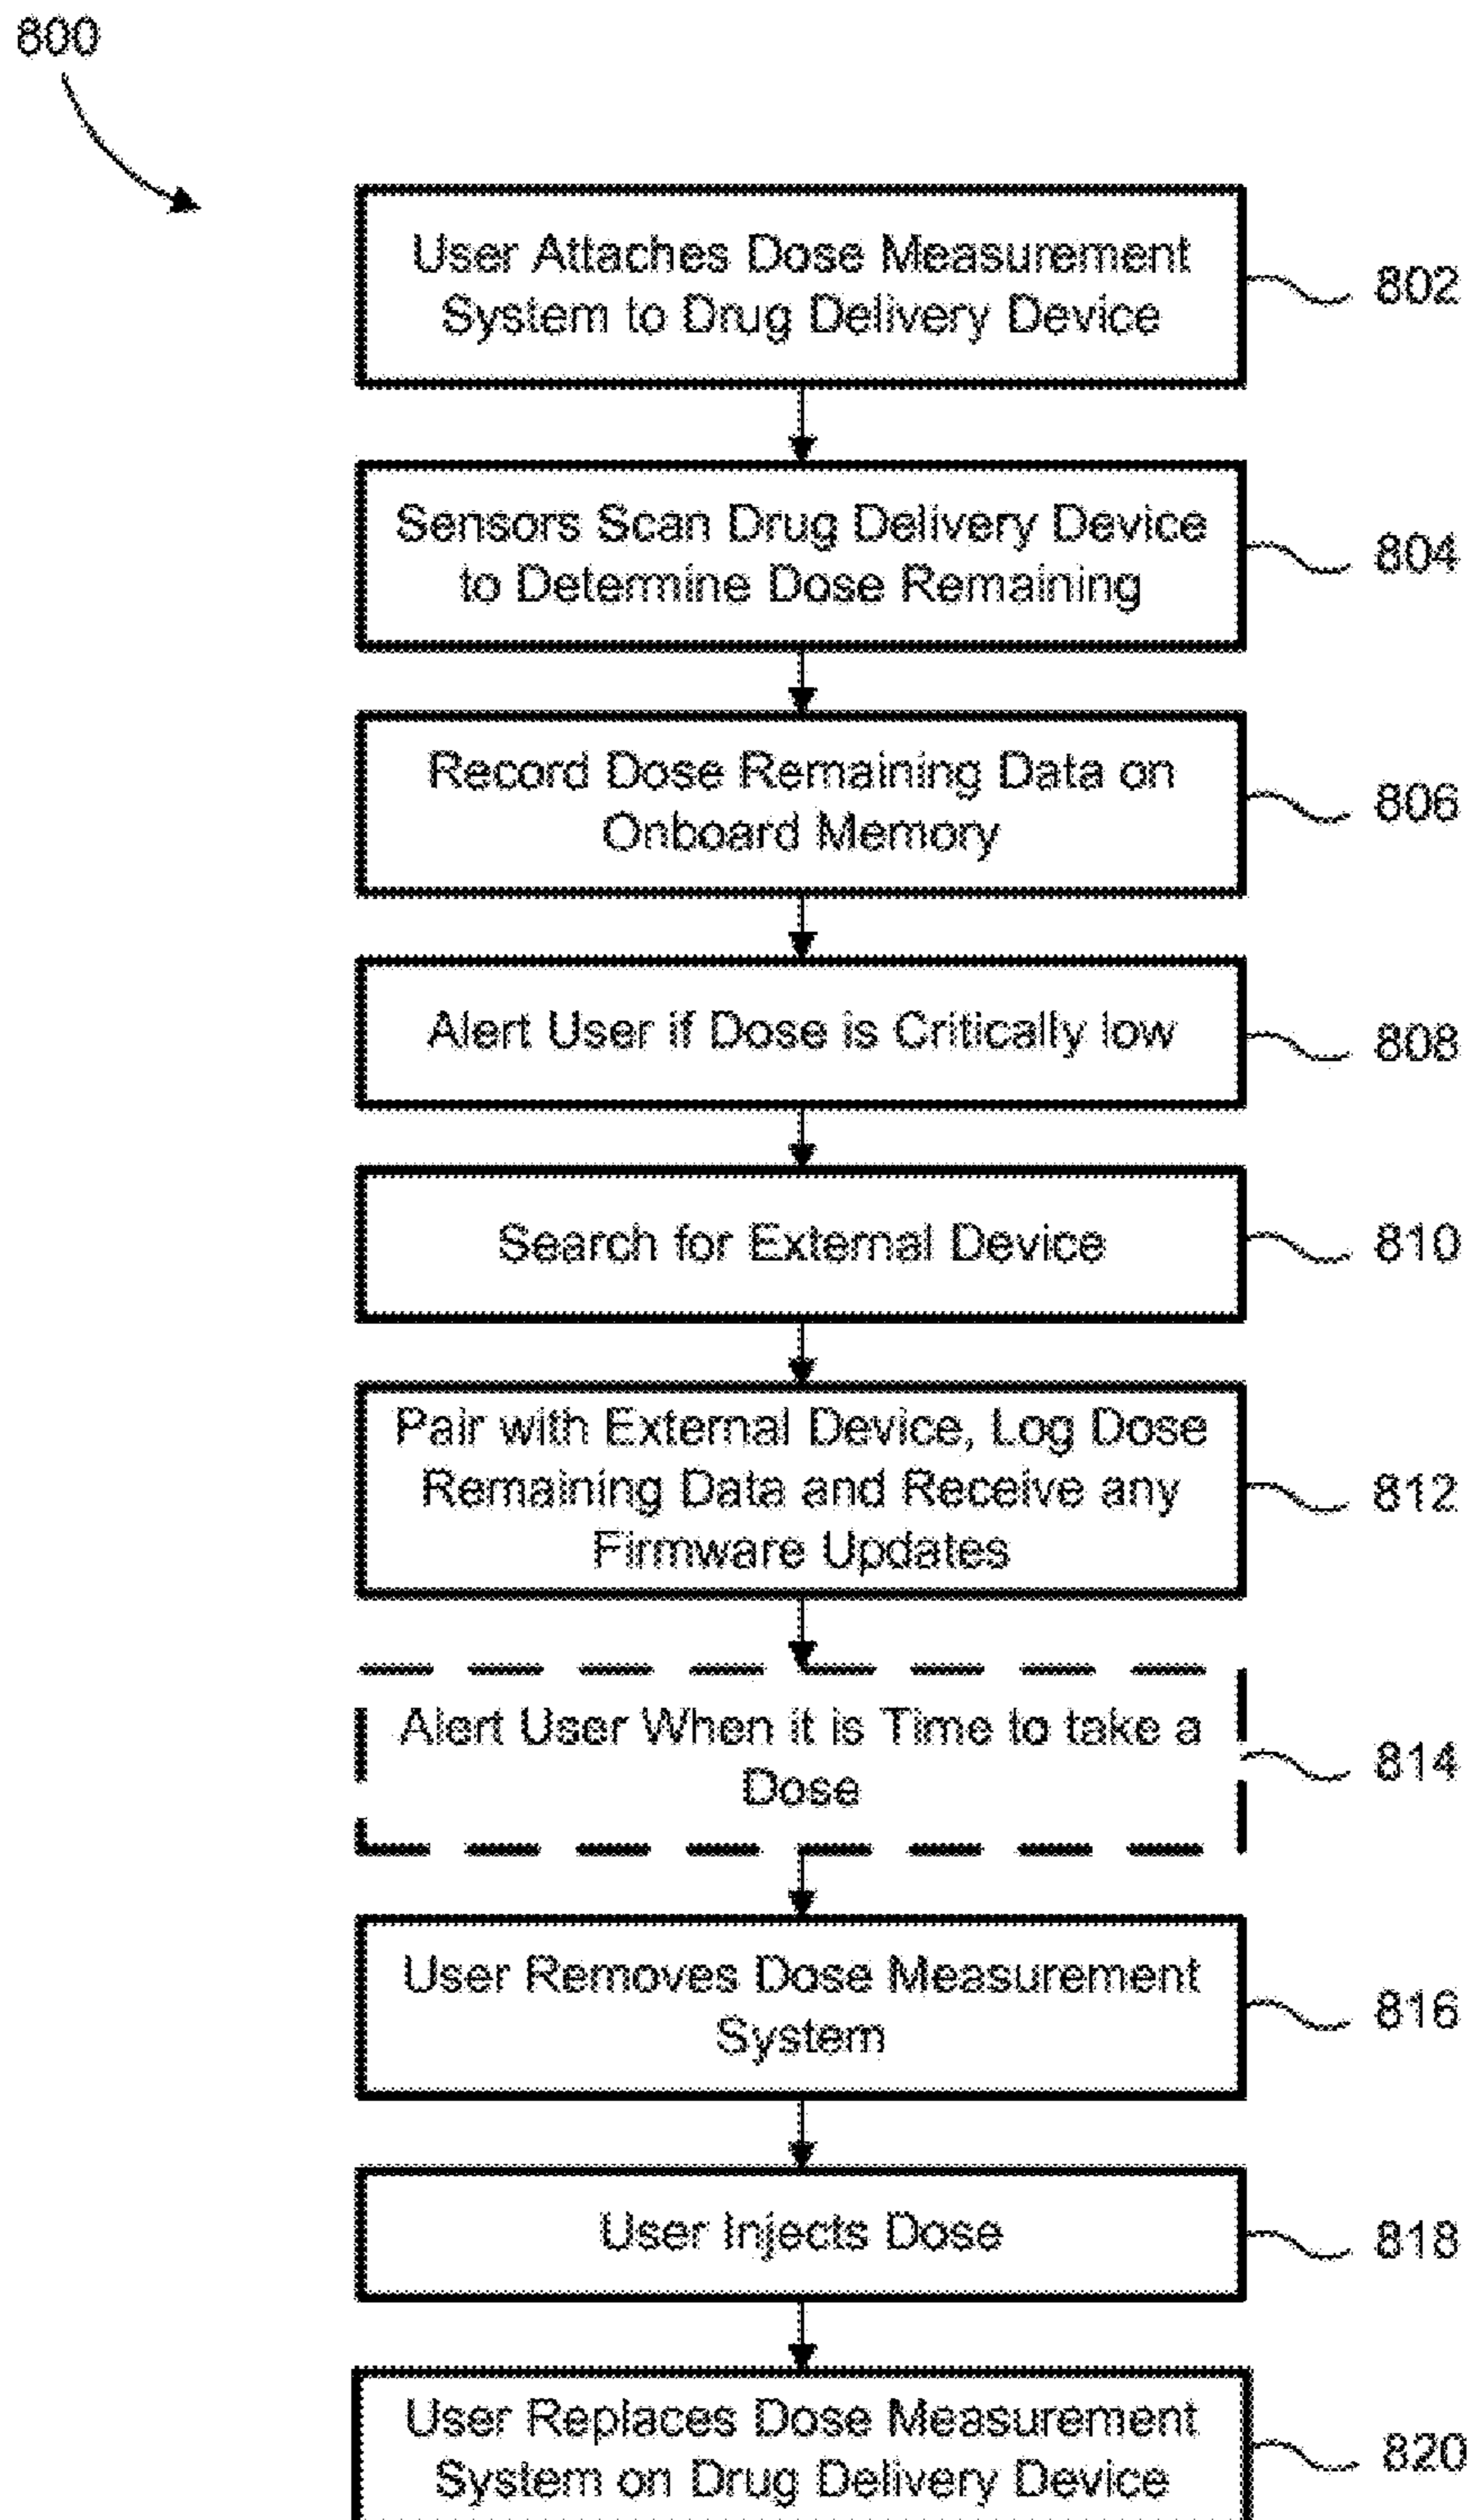 800
User Attaches Dose Measurement
System to Drug Delivery Device
802
Sensors Scan Drug Delivery Device
to Determine Dose Remaining
804
Record Dose Remaining Data on
Onboard Memory
806
Alert User if Dose is Critically low
808
Search for External Device
810
Pair with External Device, Log Dose
Remaining Data and Receive any
Firmware Updates
812
Alert User When it is Time to take a
Dose
814
User Removes Dose Measurement
System
816
User Injects Dose
818
User Replaces Dose Measurement
System on Drug Delivery Device
820